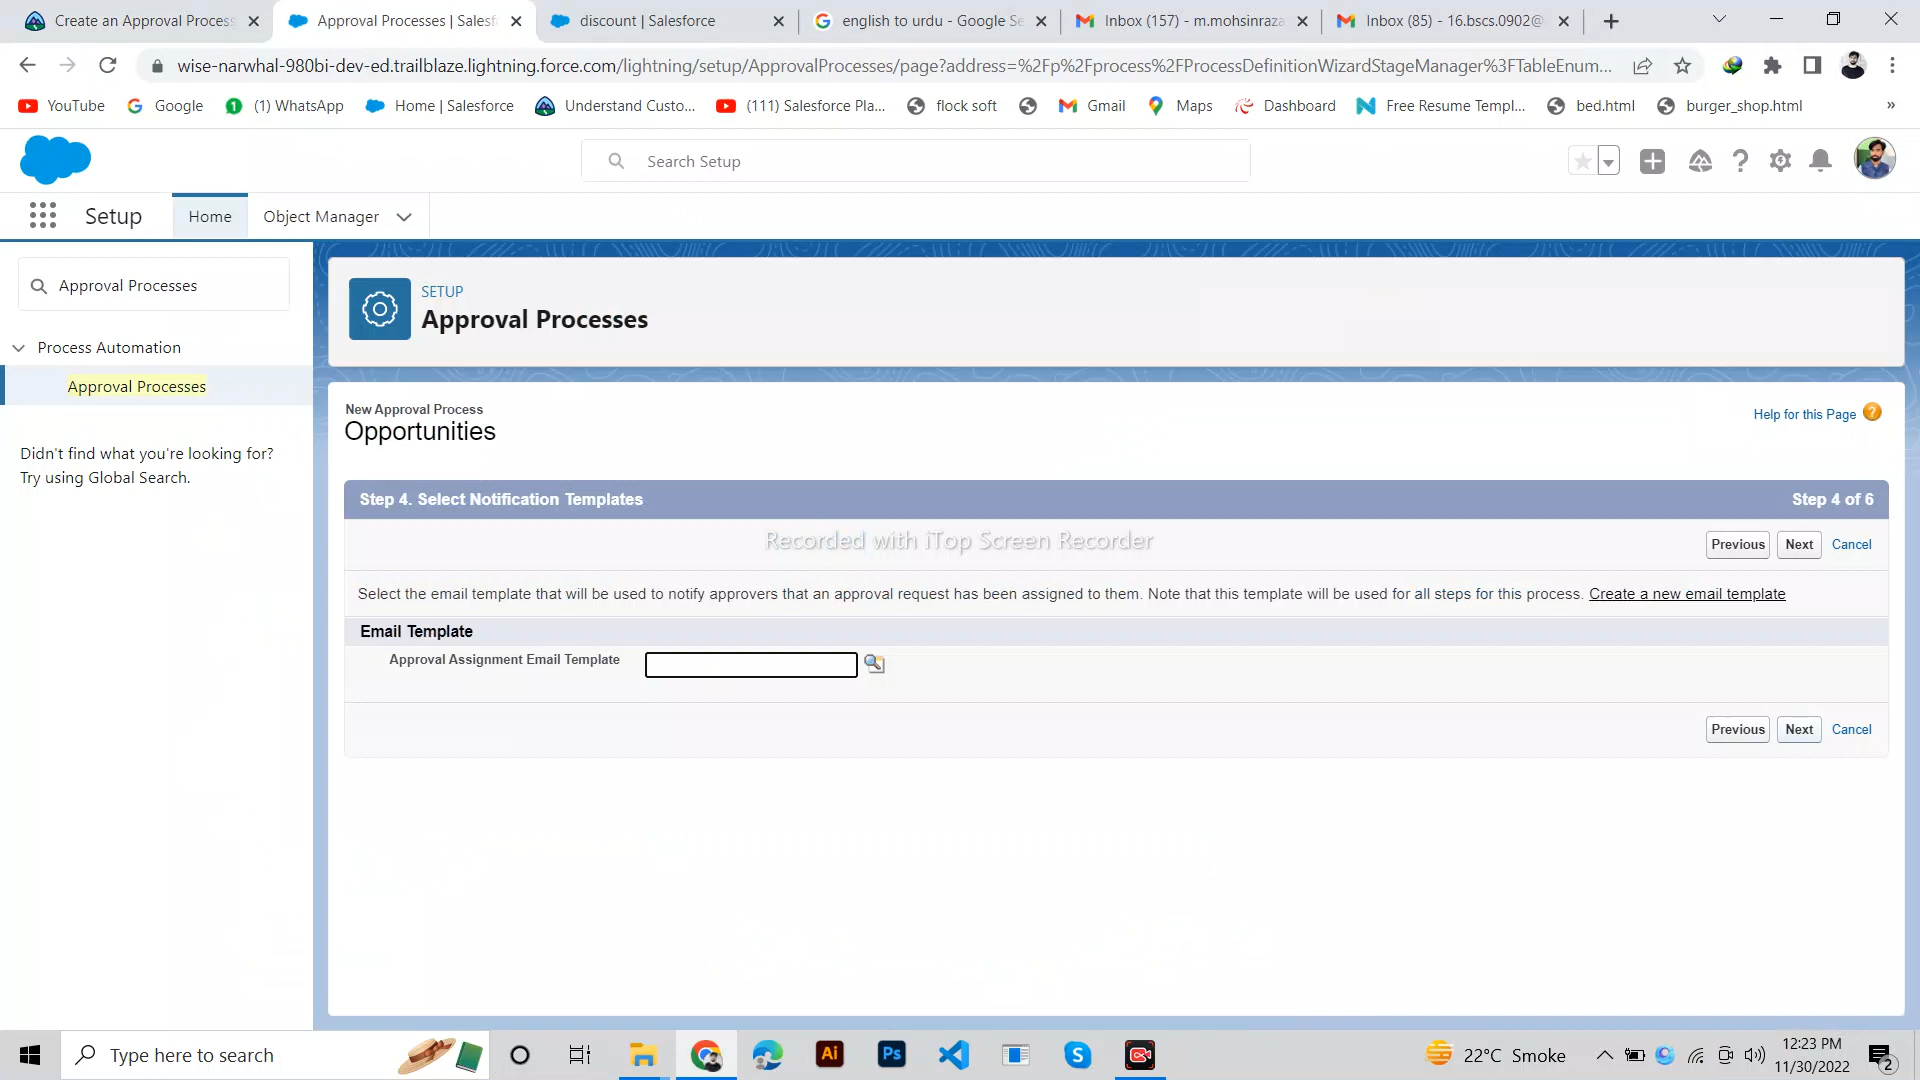 Create an Approval Process
Approval Processes | Salesf
discount | Salesforce
english to urdu - Google Se
Inbox (157) - m.mohsinraza
Inbox (85) - 16.bscs.0902@
wise-narwhal-980bi-dev-ed.trailblaze.lightning.force.com/lightning/setup/ApprovalProcesses/page?address=%2Fp%2Fprocess%2FProcessDefinitionWizardStageManager%3FTableEnum...
YouTube
Google
(1) WhatsApp
Home | Salesforce
Understand Custo...
(111) Salesforce Pla...
flock soft
Gmail
Maps
Dashboard
Free Resume Templ...
bed.html
burger_shop.html
»
Search Setup
Setup
Home
Object Manager
Approval Processes
Process Automation
Approval Processes
Didn't find what you're looking for?
Try using Global Search.
SETUP
Approval Processes
New Approval Process
Opportunities
Help for this Page
Step 4. Select Notification Templates
Step 4 of 6
Recorded with iTop Screen Recorder
Previous
Next
Cancel
Select the email template that will be used to notify approvers that an approval request has been assigned to them. Note that this template will be used for all steps for this process. Create a new email template
Email Template
Approval Assignment Email Template
Previous
Next
Cancel
Type here to search
Ai
Ps
22°C Smoke
12:23 PM
11/30/2022
2